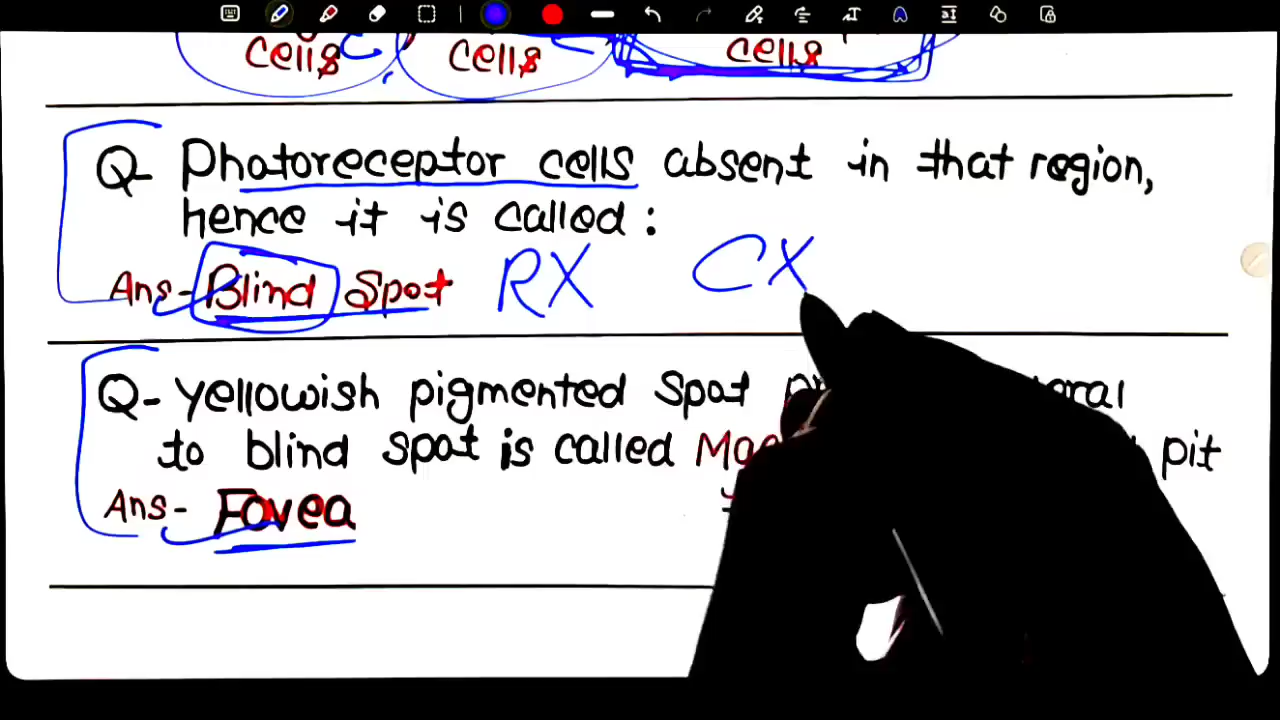 cells cells cells
Q- Photoreceptor cells absent in that region,
hence it is called :
Ans- Blind Spot RX CX
Q- Yellowish pigmented Spot
to blind spot is called pit
Ans- Fovea